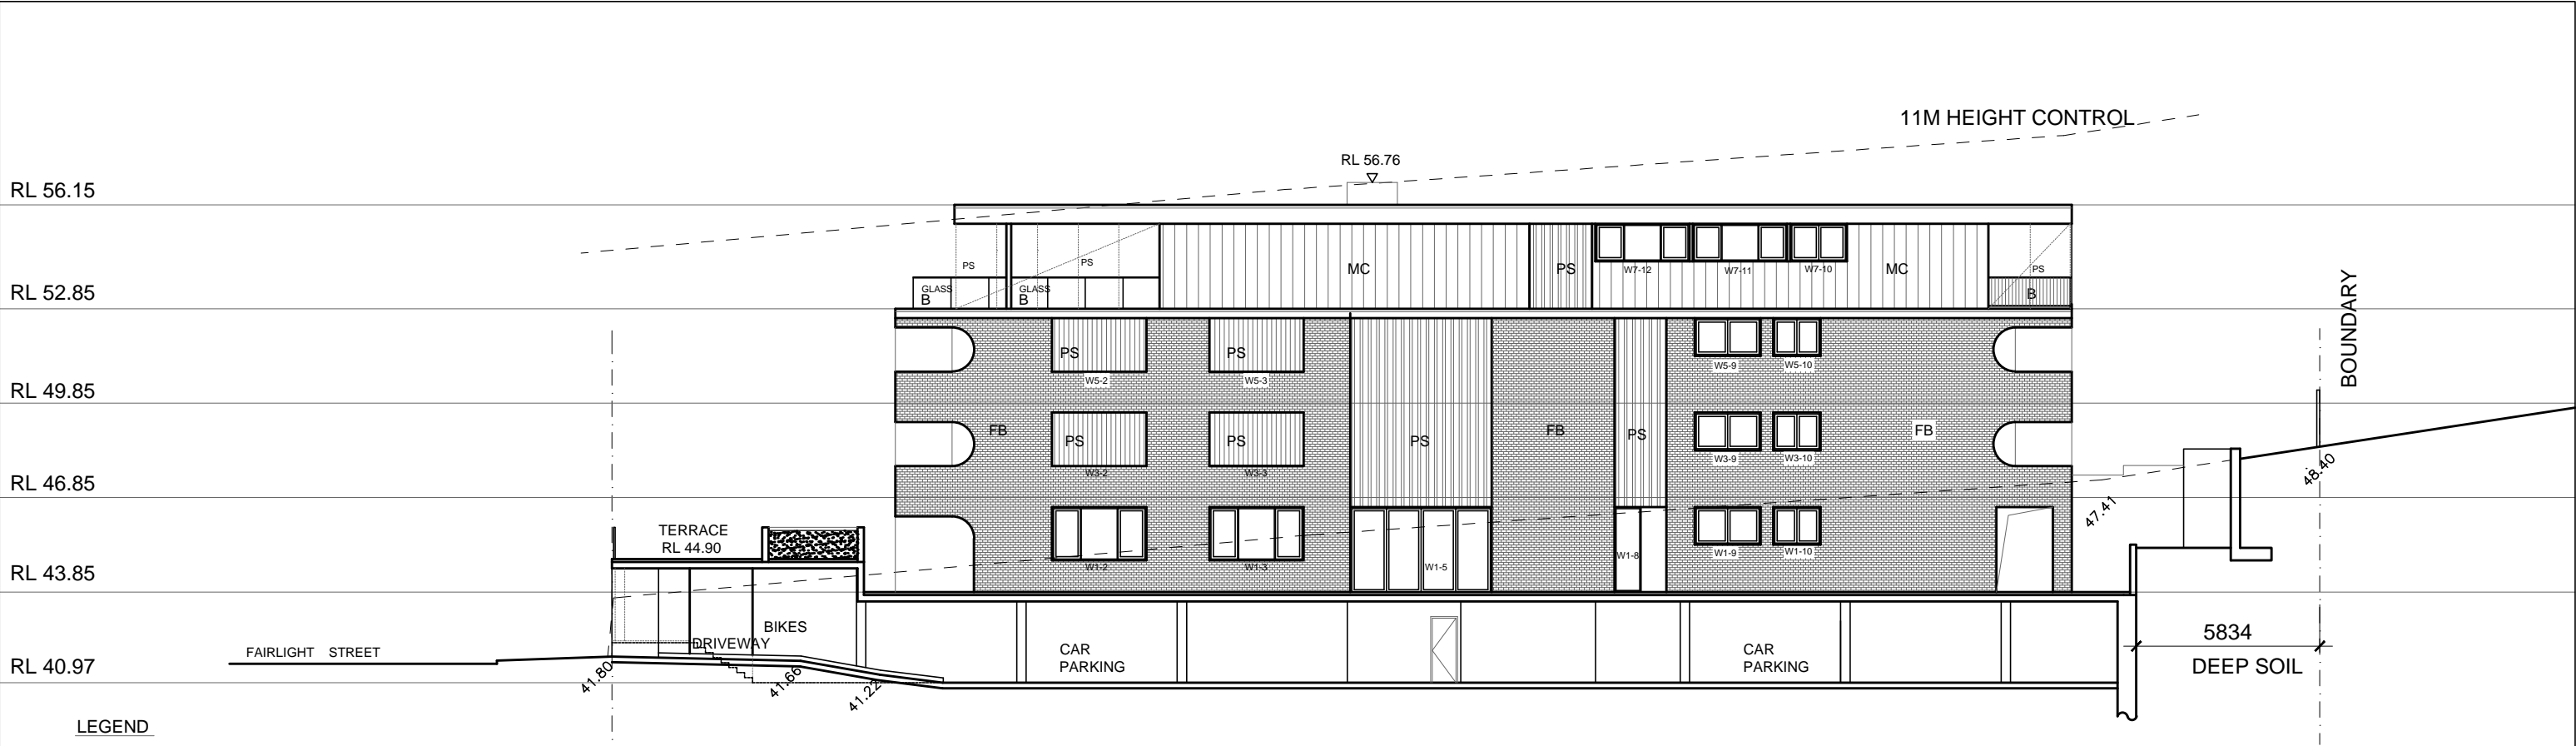 11M HEIGHT CONTROL
RL 56.76
RL 56.15
MC
PS
W7-12
W7-11
W7-10
MC
PS
PS
PS
GLASS
B
GLASS
B
B
RL 52.85
BOUNDARY
PS
W5-2
PS
W5-3
W5-9
W5-10
RL 49.85
FB
PS
W3-2
PS
W3-3
PS
FB
PS
W3-9
W3-10
FB
RL 46.85
48.40
47.41
TERRACE
RL 44.90
W1-2
W1-3
W1-5
W1-8
W1-9
W1-10
RL 43.85
BIKES
DRIVEWAY
CAR
PARKING
CAR
PARKING
5834
DEEP SOIL
FAIRLIGHT STREET
RL 40.97
41.80
41.66
41.22
LEGEND